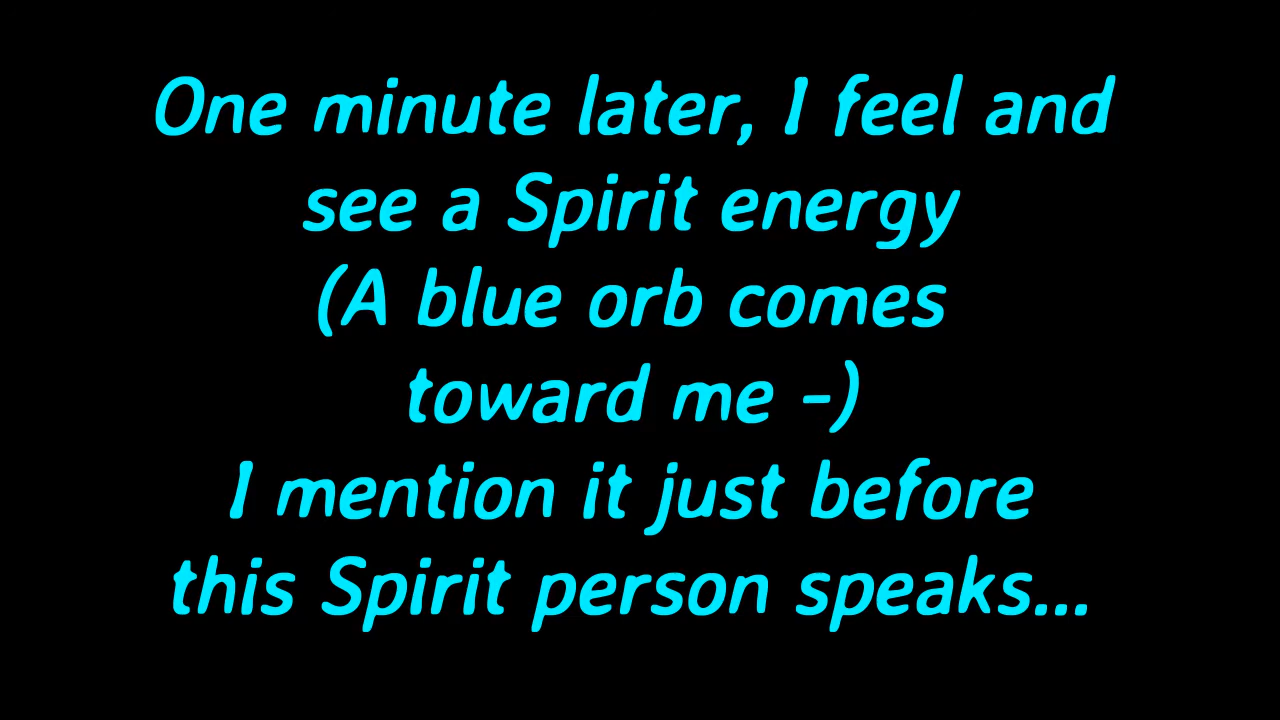 One minute later, I feel and
see a Spirit energy
(A blue orb comes
toward me -)
I mention it just before
this Spirit person speaks...